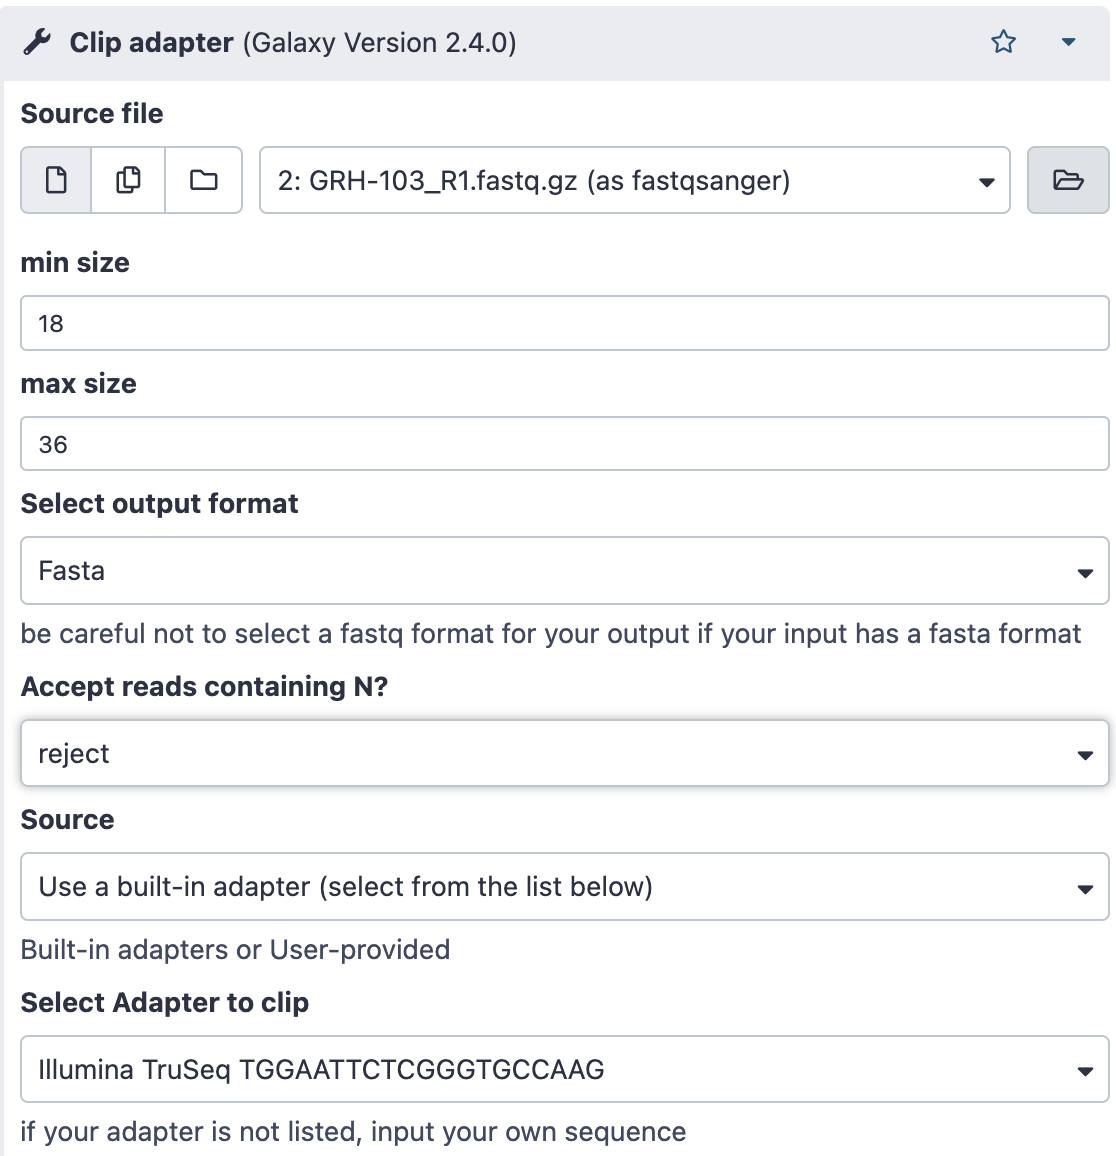 Clip adapter (Galaxy Version 2.4.0)
Source file
2: GRH-103_R1.fastq.gz (as fastqsanger)
min size
18
max size
36
Select output format
Fasta
be careful not to select a fastq format for your output if your input has a fasta format
Accept reads containing N?
reject
Source
Use a built-in adapter (select from the list below)
Built-in adapters or User-provided
Select Adapter to clip
Illumina TruSeq TGGAATTCTCGGGTGCCAAG
if your adapter is not listed, input your own sequence